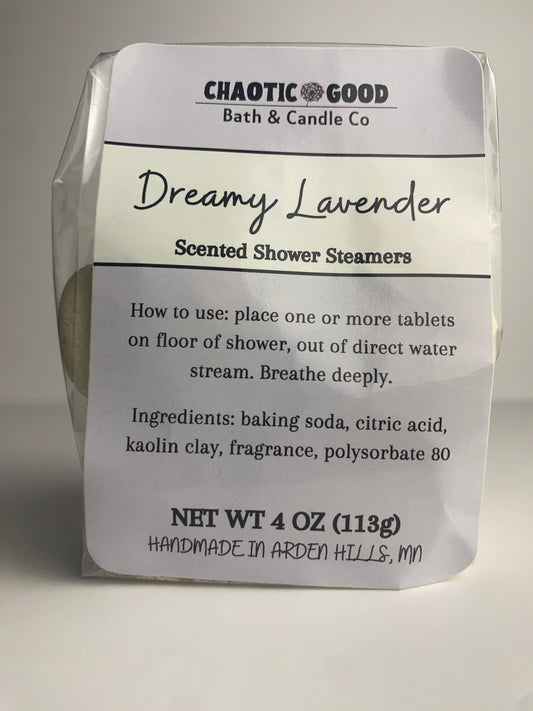 CHAOTIC GOOD
Bath & Candle Co
Dreamy Lavender
Scented Shower Steamers
How to use: place one or more tablets
on floor of shower, out of direct water
stream. Breathe deeply.
Ingredients: baking soda, citric acid,
kaolin clay, fragrance, polysorbate 80
NET WT 4 OZ (113g)
HANDMADE IN ARDEN HILLS, MN